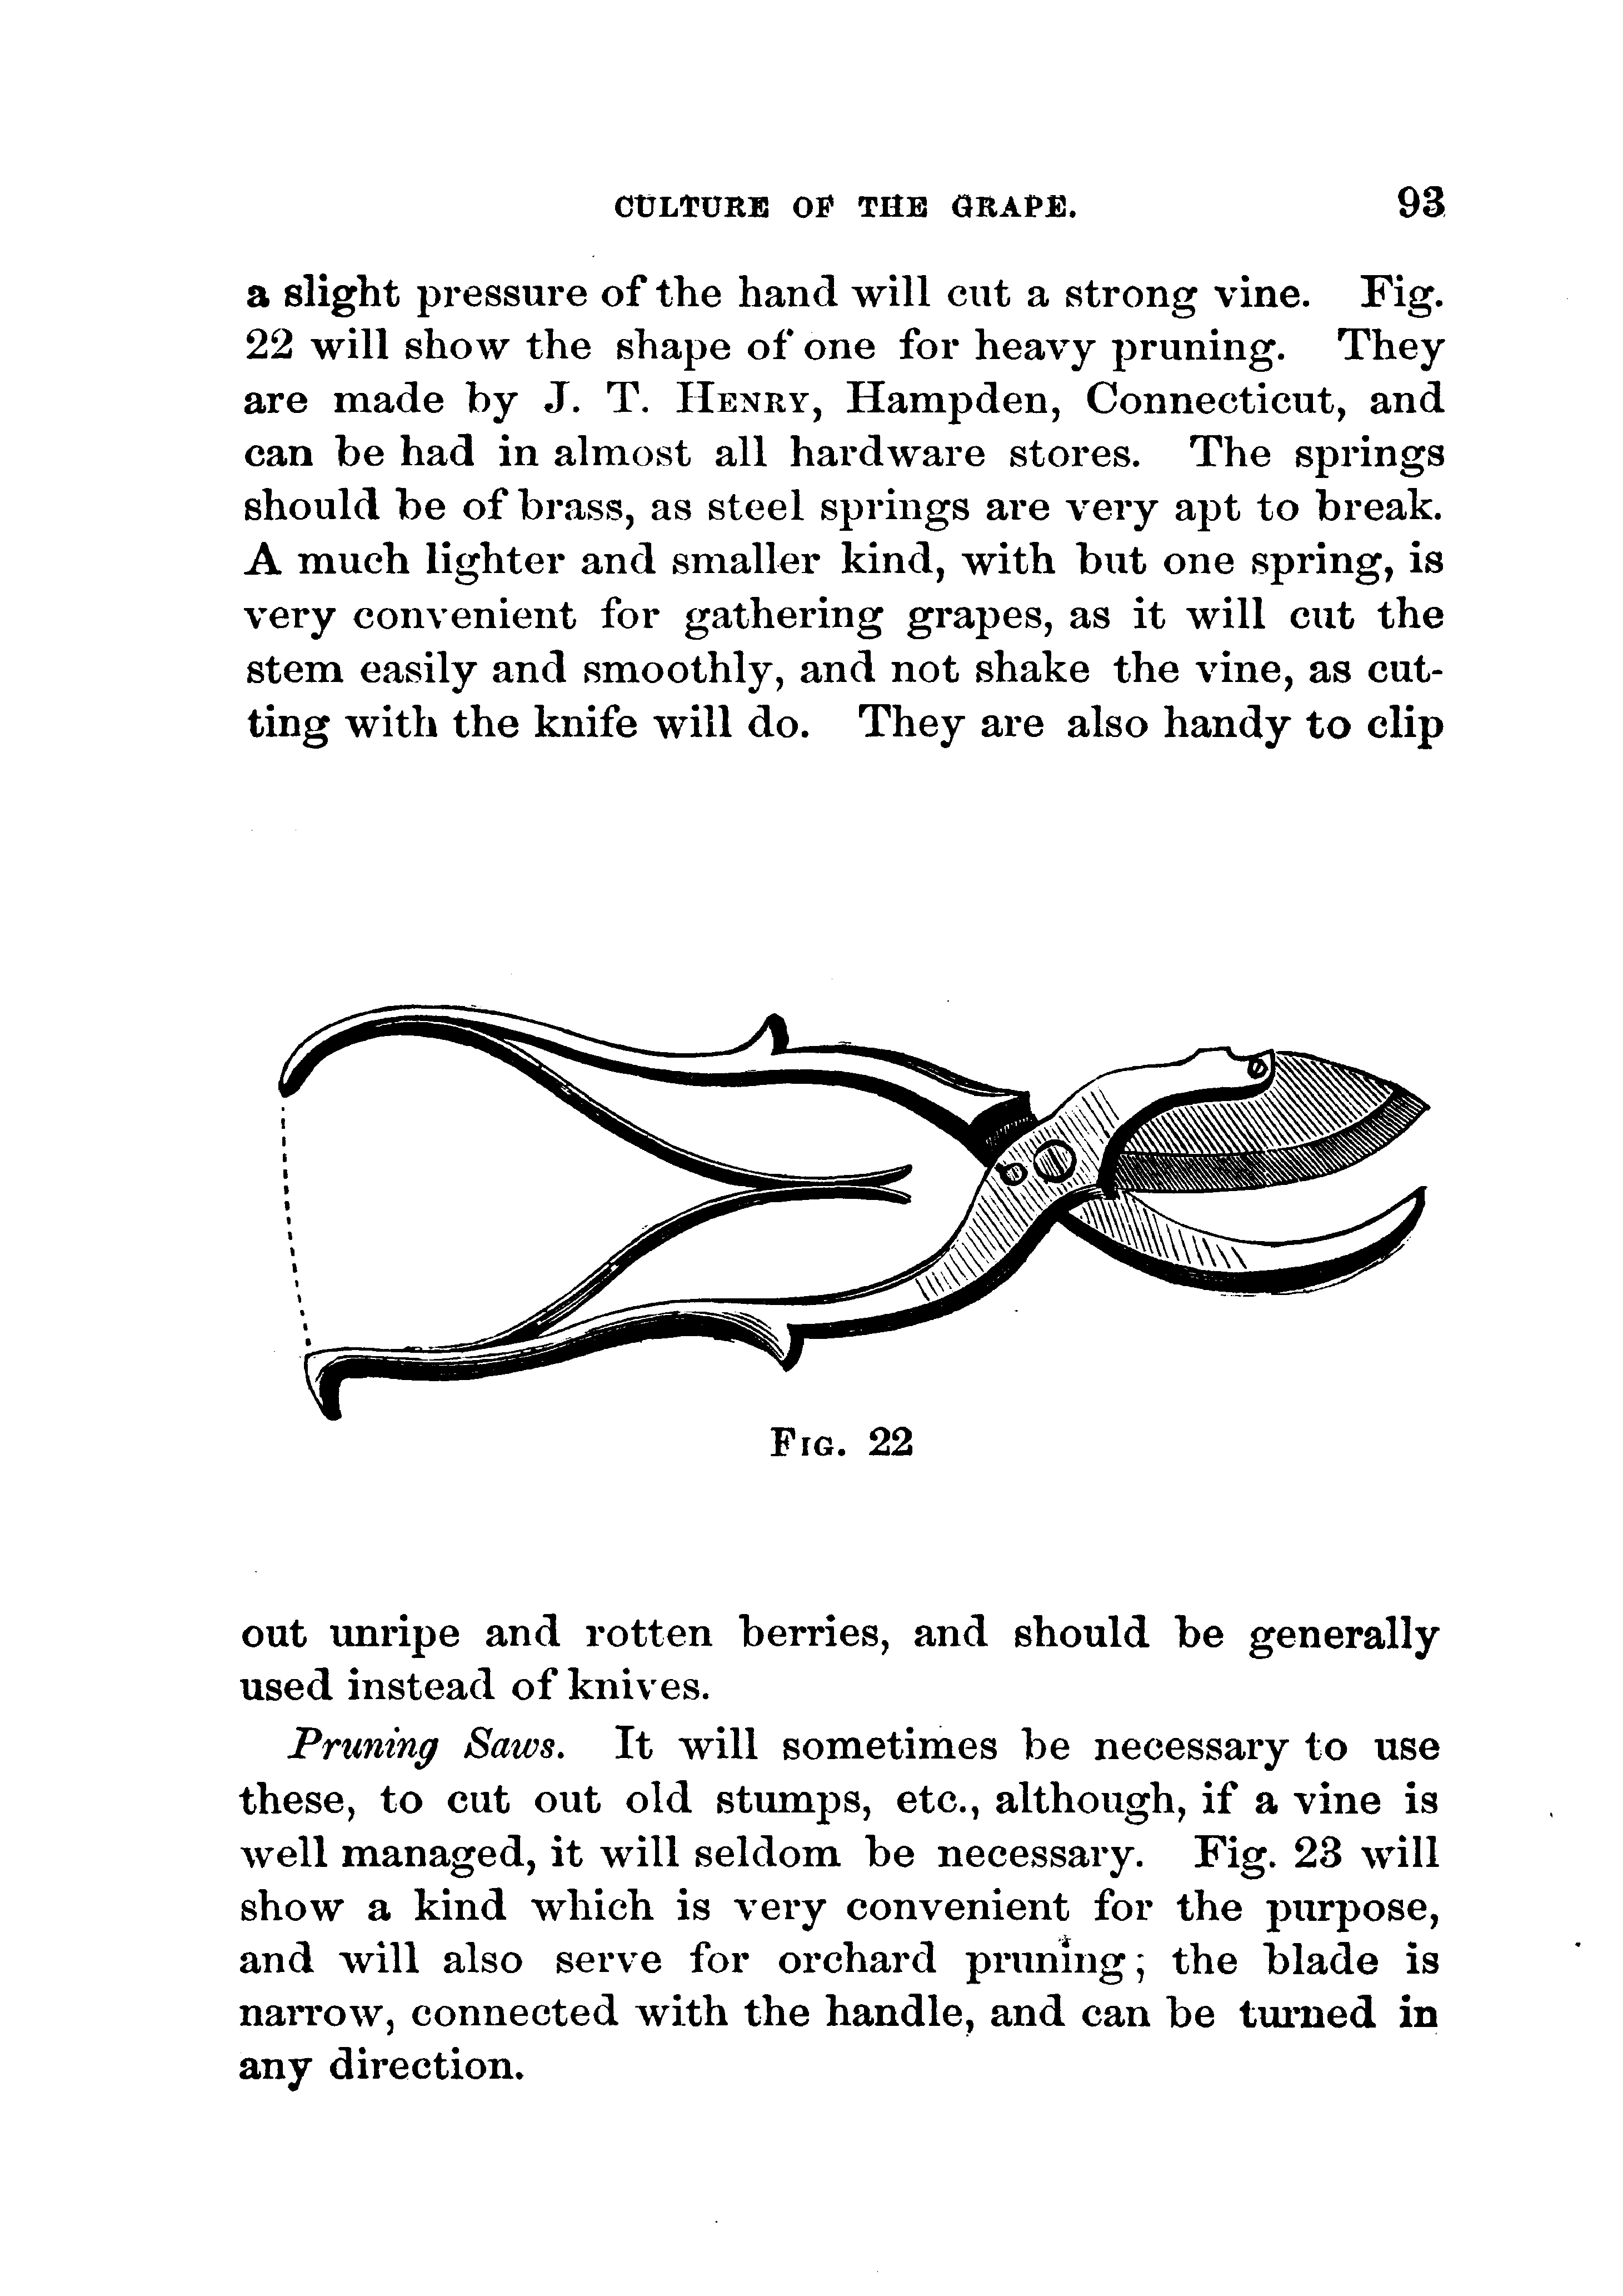 CULTURE OF THE GRAPE. 93
a slight pressure of the hand will cut a strong vine. Fig.
22 will show the shape of one for heavy pruning. They
are made by J. T. HENRY, Hampden, Connecticut, and
can be had in almost all hardware stores. The springs
should be of brass, as steel springs are very apt to break.
A much lighter and smaller kind, with but one spring, is
very convenient for gathering grapes, as it will cut the
stem easily and smoothly, and not shake the vine, as cut-
ting with the knife will do. They are also handy to clip
FIG. 22
out unripe and rotten berries, and should be generally
used instead of knives.
Pruning Saws. It will sometimes be necessary to use
these, to cut out old stumps, etc., although, if a vine is
well managed, it will seldom be necessary. Fig. 23 will
show a kind which is very convenient for the purpose,
and will also serve for orchard pruning; the blade is
narrow, connected with the handle, and can be turned in
any direction.